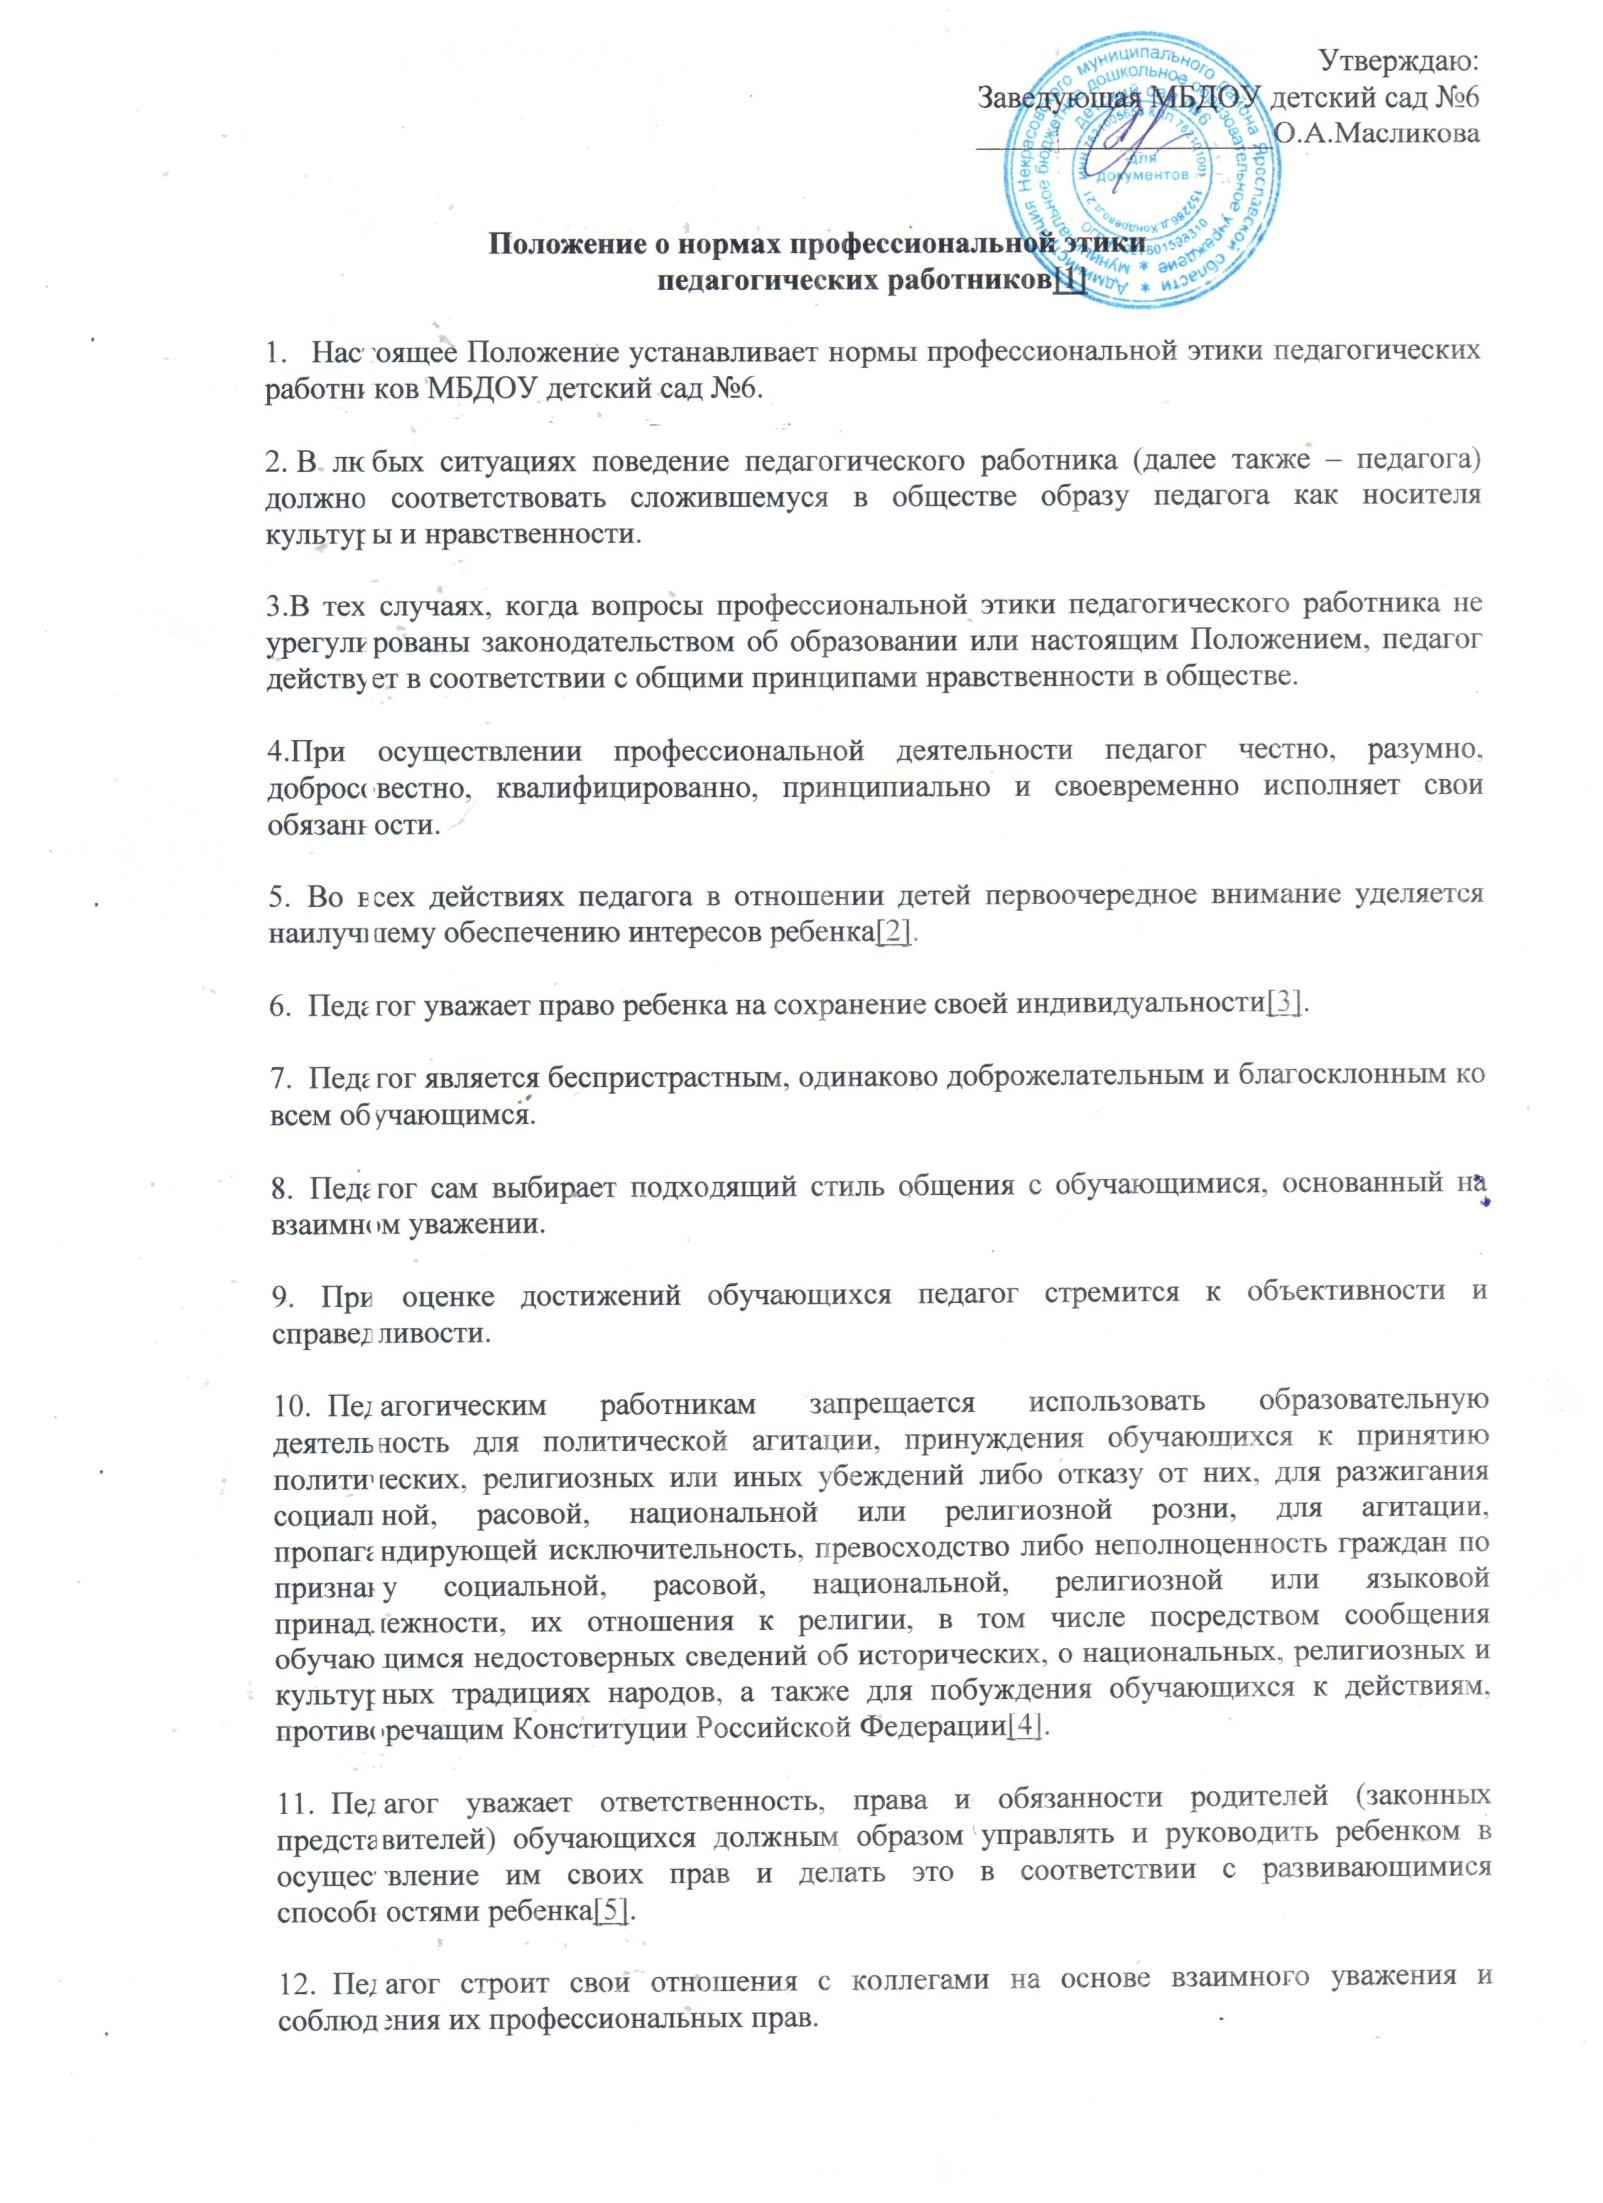 Утверждаю:
Заведующая МБДОУ детский сад №6
О.А.Масликова
для
документов
Положение о нормах профессиональной этики
педагогических работников[1]
1. Настоящее Положение устанавливает нормы профессиональной этики педагогических
работников МБДОУ детский сад №6.
2. В любых ситуациях поведение педагогического работника (далее также – педагога)
должно соответствовать сложившемуся в обществе образу педагога как носителя
культуры и нравственности.
3.В тех случаях, когда вопросы профессиональной этики педагогического работника не
урегулированы законодательством об образовании или настоящим Положением, педагог
действует в соответствии с общими принципами нравственности в обществе.
4.При осуществлении профессиональной деятельности педагог честно, разумно,
добросовестно, квалифицированно, принципиально и своевременно исполняет свои
обязанности.
5. Во всех действиях педагога в отношении детей первоочередное внимание уделяется
наилучшему обеспечению интересов ребенка[2].
6. Педагог уважает право ребенка на сохранение своей индивидуальности[3].
7. Педагог является беспристрастным, одинаково доброжелательным и благосклонным ко
всем обучающимся.
8. Педагог сам выбирает подходящий стиль общения с обучающимися, основанный на
взаимном уважении.
9. При оценке достижений обучающихся педагог стремится к объективности и
справедливости.
10. Педагогическим работникам запрещается использовать образовательную
деятельность для политической агитации, принуждения обучающихся к принятию
политических, религиозных или иных убеждений либо отказу от них, для разжигания
социальной, расовой, национальной или религиозной розни, для агитации,
пропагандирующей исключительность, превосходство либо неполноценность граждан по
признаку социальной, расовой, национальной, религиозной или языковой
принадлежности, их отношения к религии, в том числе посредством сообщения
обучающимся недостоверных сведений об исторических, о национальных, религиозных и
культурных традициях народов, а также для побуждения обучающихся к действиям,
противоречащим Конституции Российской Федерации[4].
11. Педагог уважает ответственность, права и обязанности родителей (законных
представителей) обучающихся должным образом управлять и руководить ребенком в
осуществление им своих прав и делать это в соответствии с развивающимися
способностями ребенка[5].
12. Педагог строит свои отношения с коллегами на основе взаимного уважения и
соблюдения их профессиональных прав.